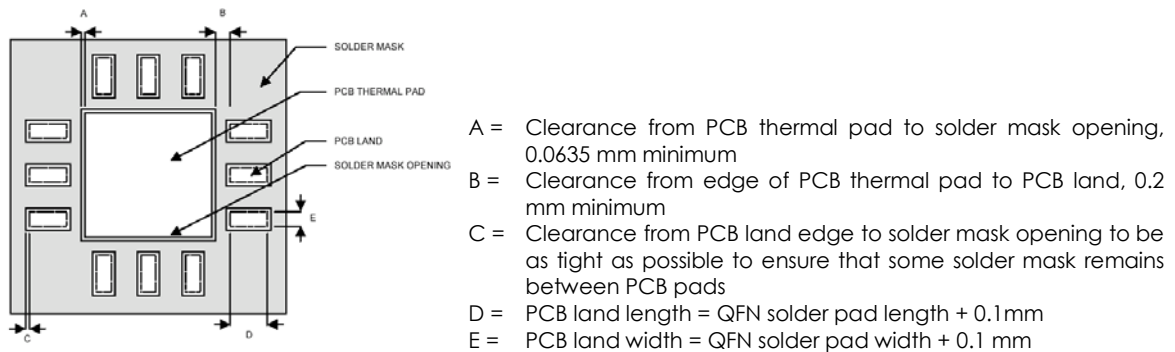 A
B
SOLDER MASK
PCB THERMAL PAD
PCB LAND
SOLDER MASK OPENING
E
C
D
A = Clearance from PCB thermal pad to solder mask opening,
0.0635 mm minimum
B = Clearance from edge of PCB thermal pad to PCB land, 0.2
mm minimum
C = Clearance from PCB land edge to solder mask opening to be
as tight as possible to ensure that some solder mask remains
between PCB pads
D = PCB land length = QFN solder pad length + 0.1mm
E = PCB land width = QFN solder pad width + 0.1 mm